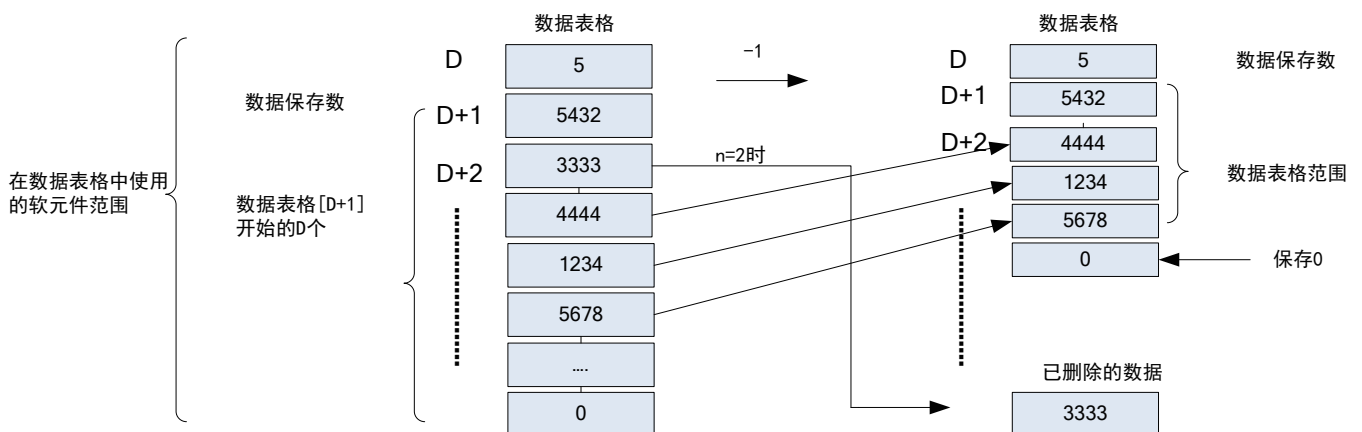 数据表格
数据表格
D
5
-1
D
5
数据保存数
数据保存数
D+1
5432
D+1
5432
D+2
3333
n=2时
D+2
4444
在数据表格中使用
的软元件范围
数据表格[D+1]
开始的D个
4444
1234
数据表格范围
5678
1234
0
保存0
5678
....
已删除的数据
0
3333